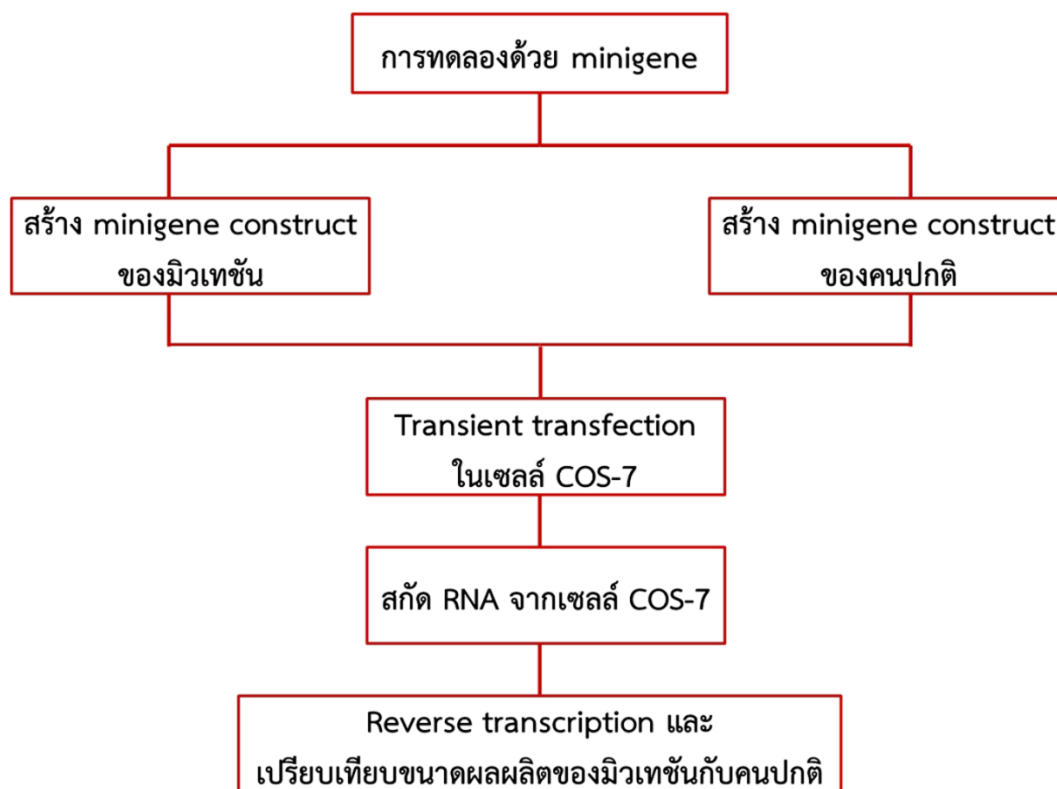 การทดลองด้วย minigene
สร้าง minigene construct
ของมิวเทชัน
สร้าง minigene construct
ของคนปกติ
Transient transfection
ในเซลล์ COS-7
สกัด RNA จากเซลล์ COS-7
Reverse transcription และ
เปรียบเทียบขนาดผลผลิตของมิวเทชันกับคนปกติ